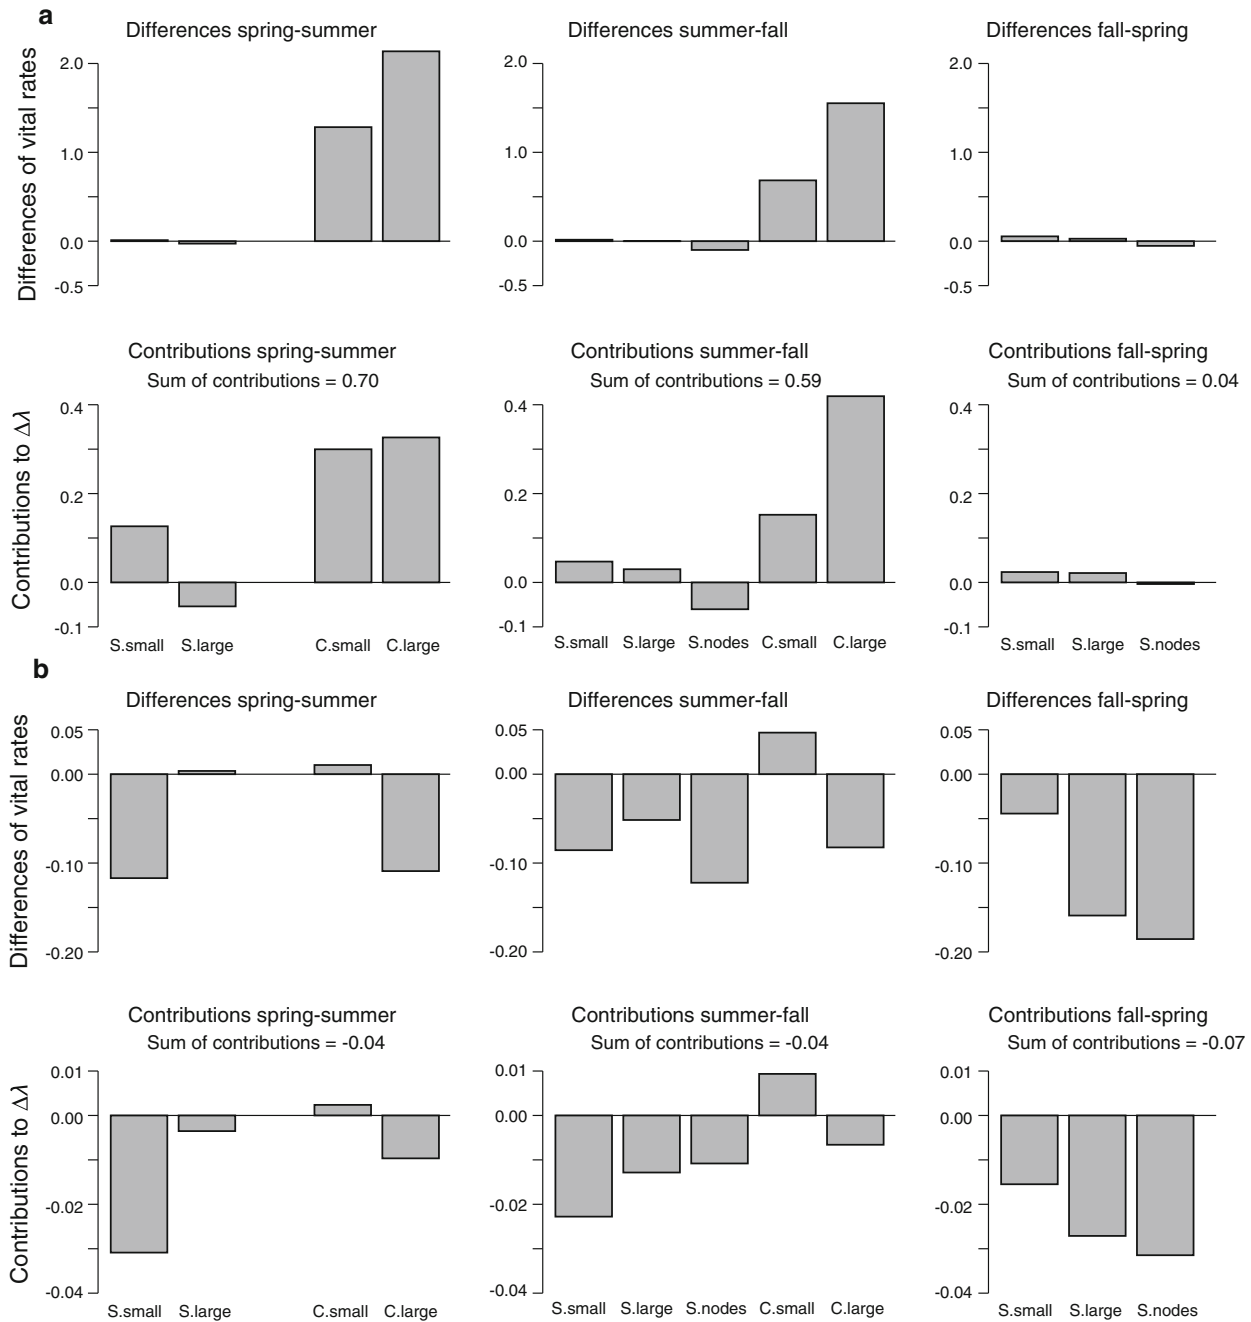 a
Differences spring-summer
Differences summer-fall
Differences fall-spring
Differences of vital rates
2.0
1.0
0.0
-0.5
2.0
1.0
0.0
-0.5
2.0
1.0
0.0
-0.5
Contributions spring-summer
Sum of contributions = 0.70
Contributions summer-fall
Sum of contributions = 0.59
Contributions fall-spring
Sum of contributions = 0.04
Contributions to Δλ
0.4
0.2
0.0
-0.1
0.4
0.2
0.0
-0.1
0.4
0.2
0.0
-0.1
S.small S.large C.small C.large
S.small S.large S.nodes C.small C.large
S.small S.large S.nodes
b
Differences spring-summer
Differences summer-fall
Differences fall-spring
Differences of vital rates
0.05
0.00
-0.10
-0.20
0.05
0.00
-0.10
-0.20
0.05
0.00
-0.10
-0.20
Contributions spring-summer
Sum of contributions = -0.04
Contributions summer-fall
Sum of contributions = -0.04
Contributions fall-spring
Sum of contributions = -0.07
Contributions to Δλ
0.01
0.00
-0.02
-0.04
0.01
0.00
-0.02
-0.04
0.01
0.00
-0.02
-0.04
S.small S.large C.small C.large
S.small S.large S.nodes C.small C.large
S.small S.large S.nodes